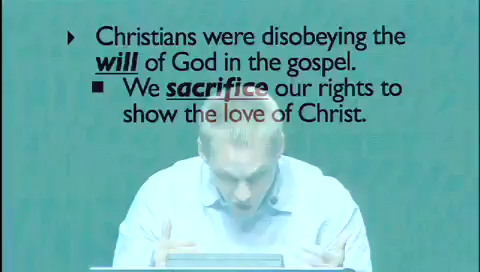 Christians were disobeying the
will of God in the gospel.
We sacrifice our rights to
show the love of Christ.